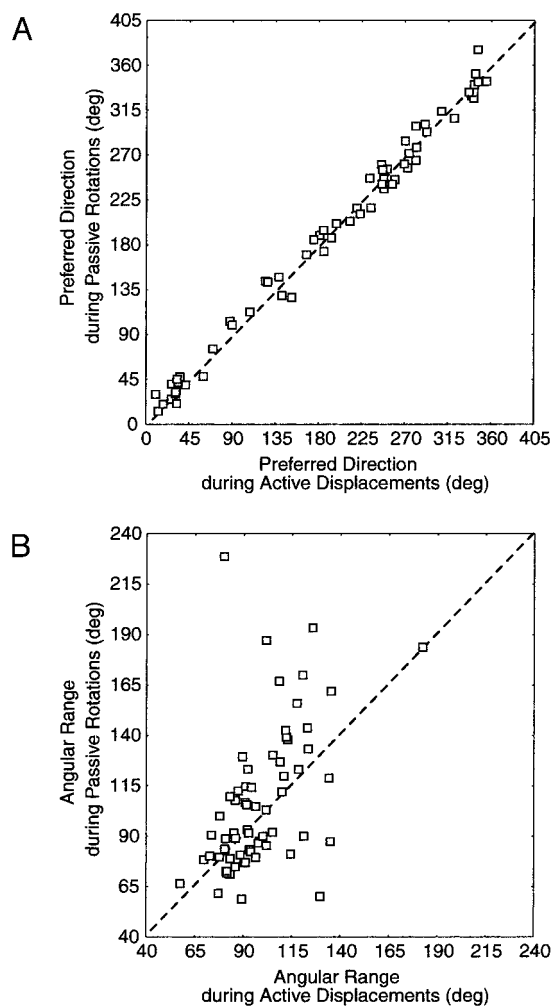 A
405
360
315
270
225
180
135
90
45
0
Preferred Direction
during Passive Rotations (deg)
0 45 90 135 180 225 270 315 360 405
Preferred Direction
during Active Displacements (deg)
B
240
215
190
165
140
115
90
65
40
Angular Range
during Passive Rotations (deg)
40 65 90 115 140 165 190 215 240
Angular Range
during Active Displacements (deg)